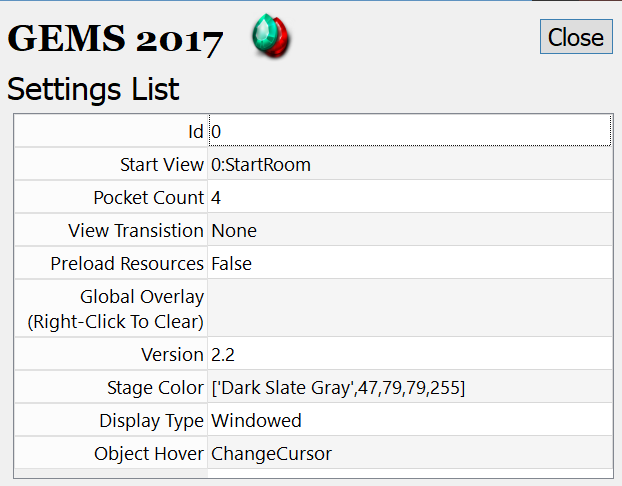 GEMS 2017
Close
Settings List
Id 0
Start View 0:StartRoom
Pocket Count 4
View Transistion None
Preload Resources False
Global Overlay
(Right-Click To Clear)
Version 2.2
Stage Color ['Dark Slate Gray',47,79,79,255]
Display Type Windowed
Object Hover ChangeCursor